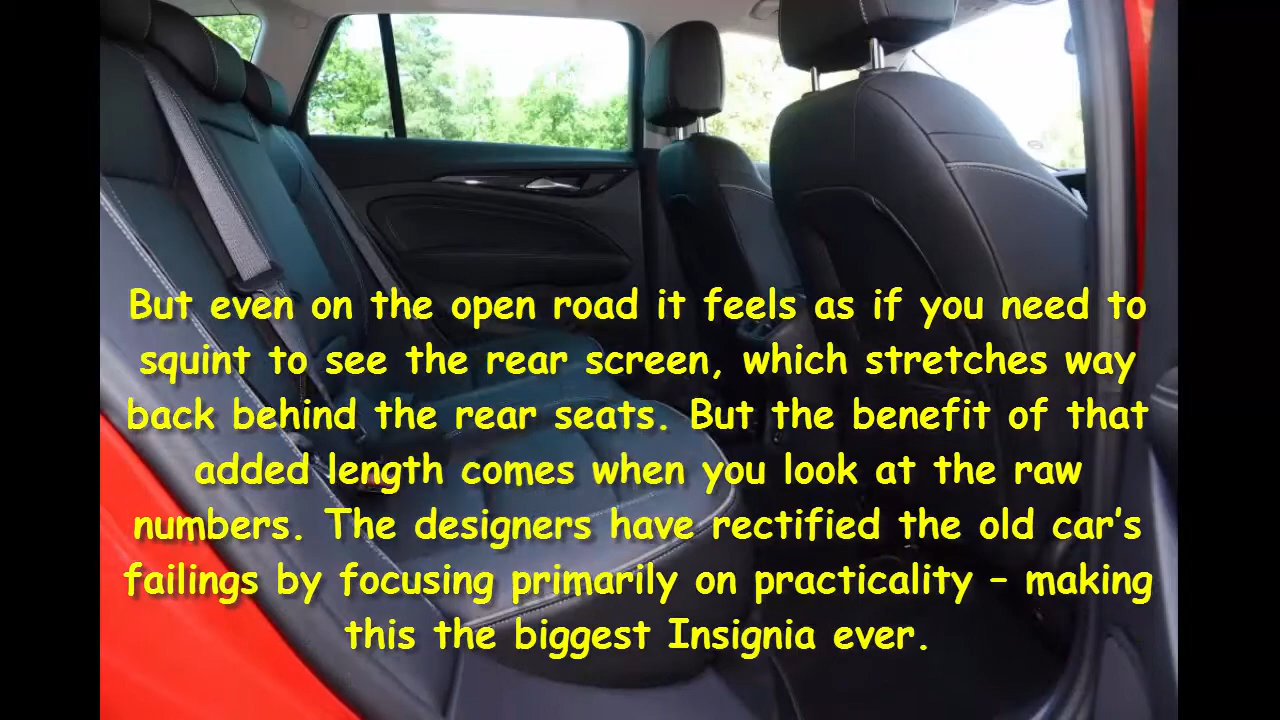 But even on the open road it feels as if you need to
squint to see the rear screen, which stretches way
back behind the rear seats. But the benefit of that
added length comes when you look at the raw
numbers. The designers have rectified the old car’s
failings by focusing primarily on practicality – making
this the biggest Insignia ever.